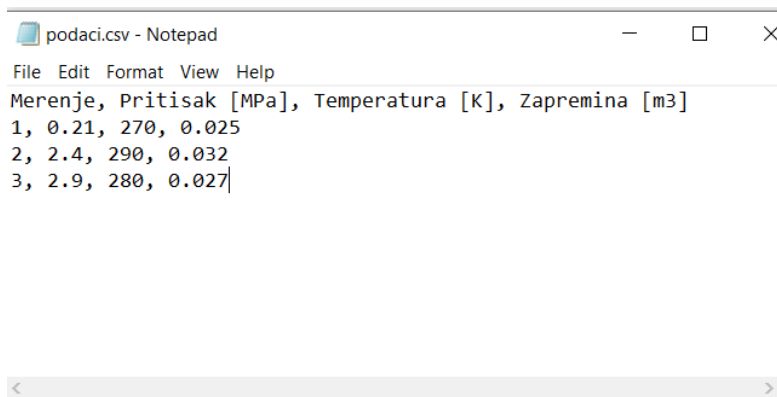 podaci.csv - Notepad
File Edit Format View Help
Merenje, Pritisak [MPa], Temperatura [K], Zapremina [m3]
1, 0.21, 270, 0.025
2, 2.4, 290, 0.032
3, 2.9, 280, 0.027